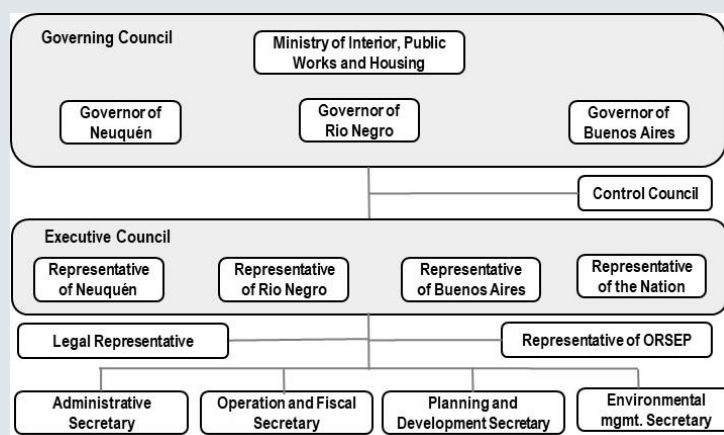 Governing Council
Ministry of Interior, Public
Works and Housing
Governor of
Neuquén
Governor of
Rio Negro
Governor of
Buenos Aires
Control Council
Executive Council
Representative
of Neuquén
Representative
of Rio Negro
Representative
of Buenos Aires
Representative
of the Nation
Legal Representative
Representative of ORSEP
Administrative
Secretary
Operation and Fiscal
Secretary
Planning and
Development Secretary
Environmental
mgmt. Secretary